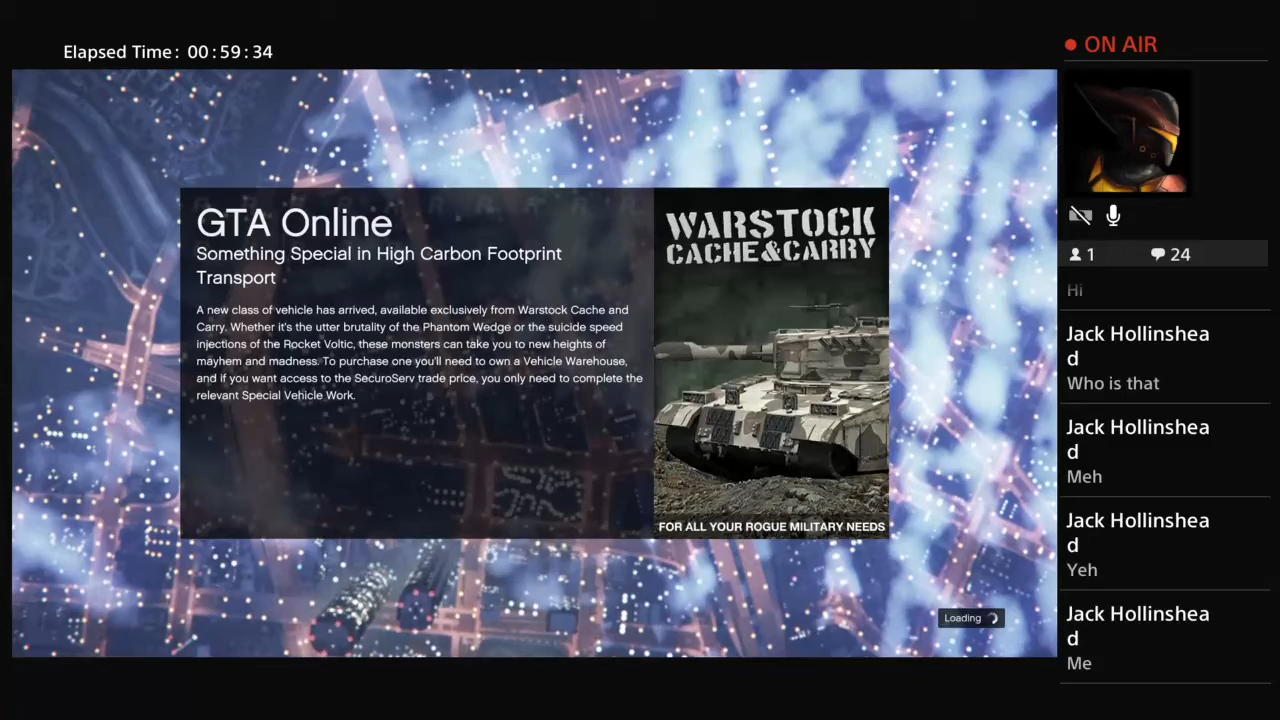 Elapsed Time: 00:59:34
ON AIR
GTA Online
Something Special in High Carbon Footprint
Transport
A new class of vehicle has arrived, available exclusively from Warstock Cache and
Carry. Whether it's the utter brutality of the Phantom Wedge or the suicide speed
injections of the Rocket Voltic, these monsters can take you to new heights of
mayhem and madness. To purchase one you'll need to own a Vehicle Warehouse,
and if you want access to the SecuroServ trade price, you only need to complete the
relevant Special Vehicle Work.
WARSTOCK
CACHE&CARRY
FOR ALL YOUR ROGUE MILITARY NEEDS
Loading
1 24
Hi
Jack Hollinshea
d
Who is that
Jack Hollinshea
d
Meh
Jack Hollinshea
d
Yeh
Jack Hollinshea
d
Me